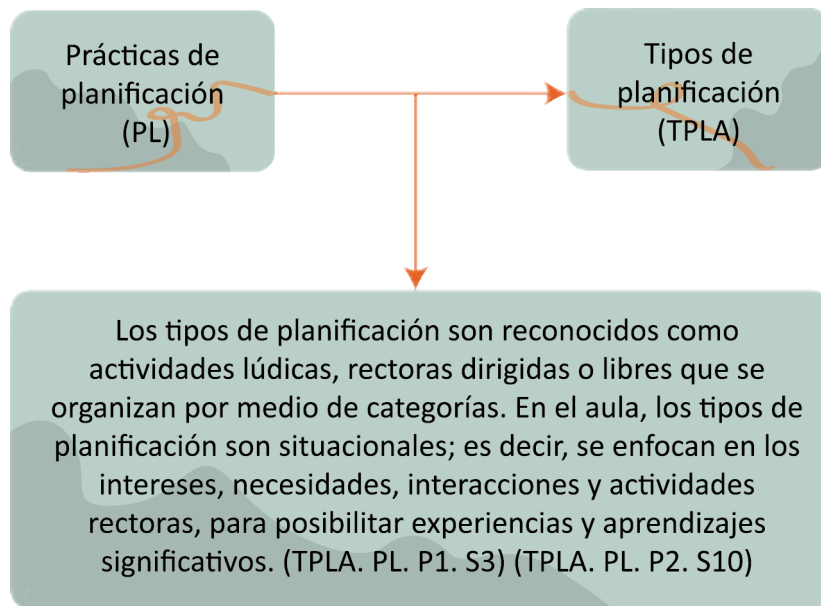 Prácticas de
planificación
(PL)
Tipos de
planificación
(TPLA)
Los tipos de planificación son reconocidos como
actividades lúdicas, rectoras dirigidas o libres que se
organizan por medio de categorías. En el aula, los tipos de
planificación son situacionales; es decir, se enfocan en los
intereses, necesidades, interacciones y actividades
rectoras, para posibilitar experiencias y aprendizajes
significativos. (TPLA. PL. P1. S3) (TPLA. PL. P2. S10)